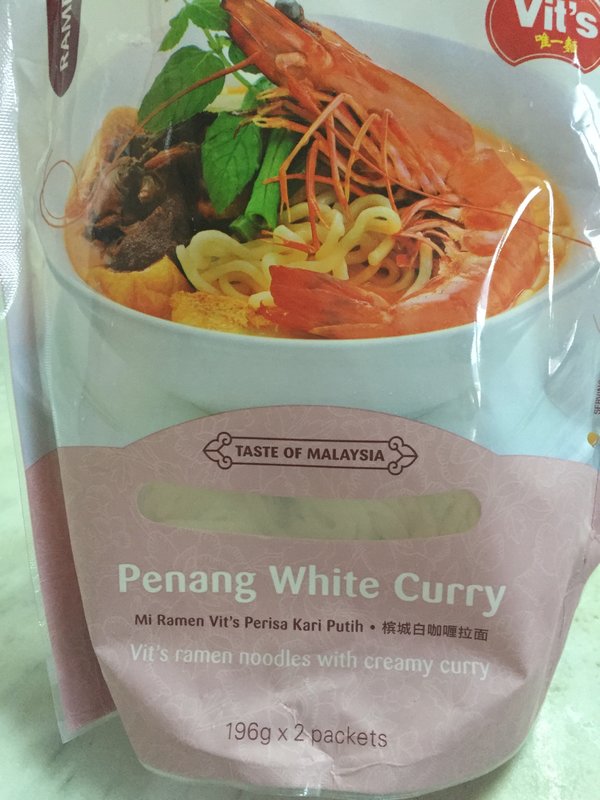 RAME
Vit's
唯一麵
TASTE OF MALAYSIA
Penang White Curry
Mi Ramen Vit's Perisa Kari Putih • 槟城白咖喱拉面
Vit's ramen noodles with creamy curry
196g x 2 packets